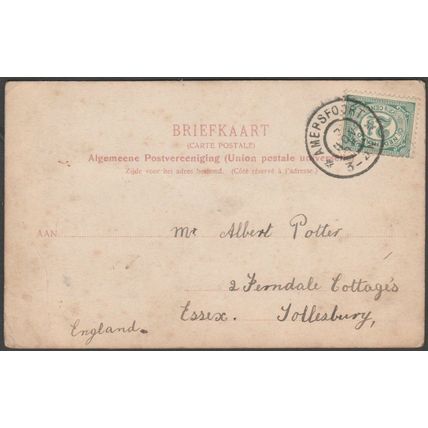 BRIEFKAART
(CARTE POSTALE)
Algemeene Postvereeniging (Union postale universelle)
Zijde voor het adres bestemd. (Côté réservé à l'adresse.)
AMERSFOORT
AAN
Mr Albert Potter
2 Ferndale Cottages
Essex. Tollesbury,
England.